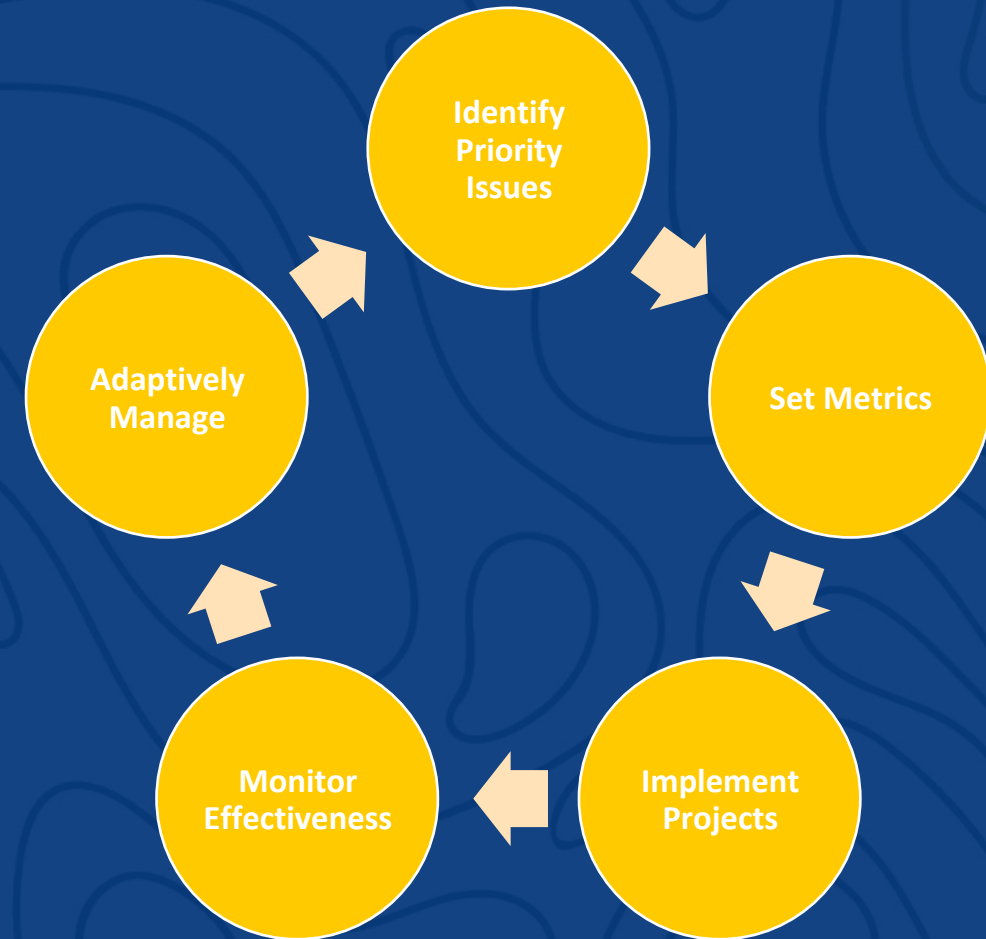 Identify
Priority
Issues
Set Metrics
Implement
Projects
Monitor
Effectiveness
Adaptively
Manage